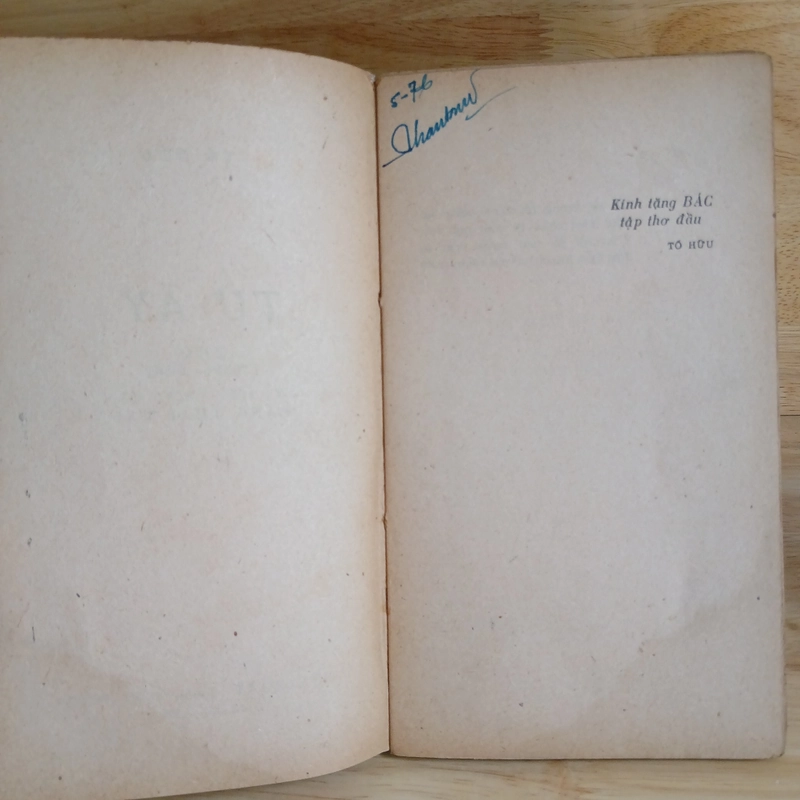 5-76
Kính tặng BÁC
tập thơ đầu
TỐ HỮU